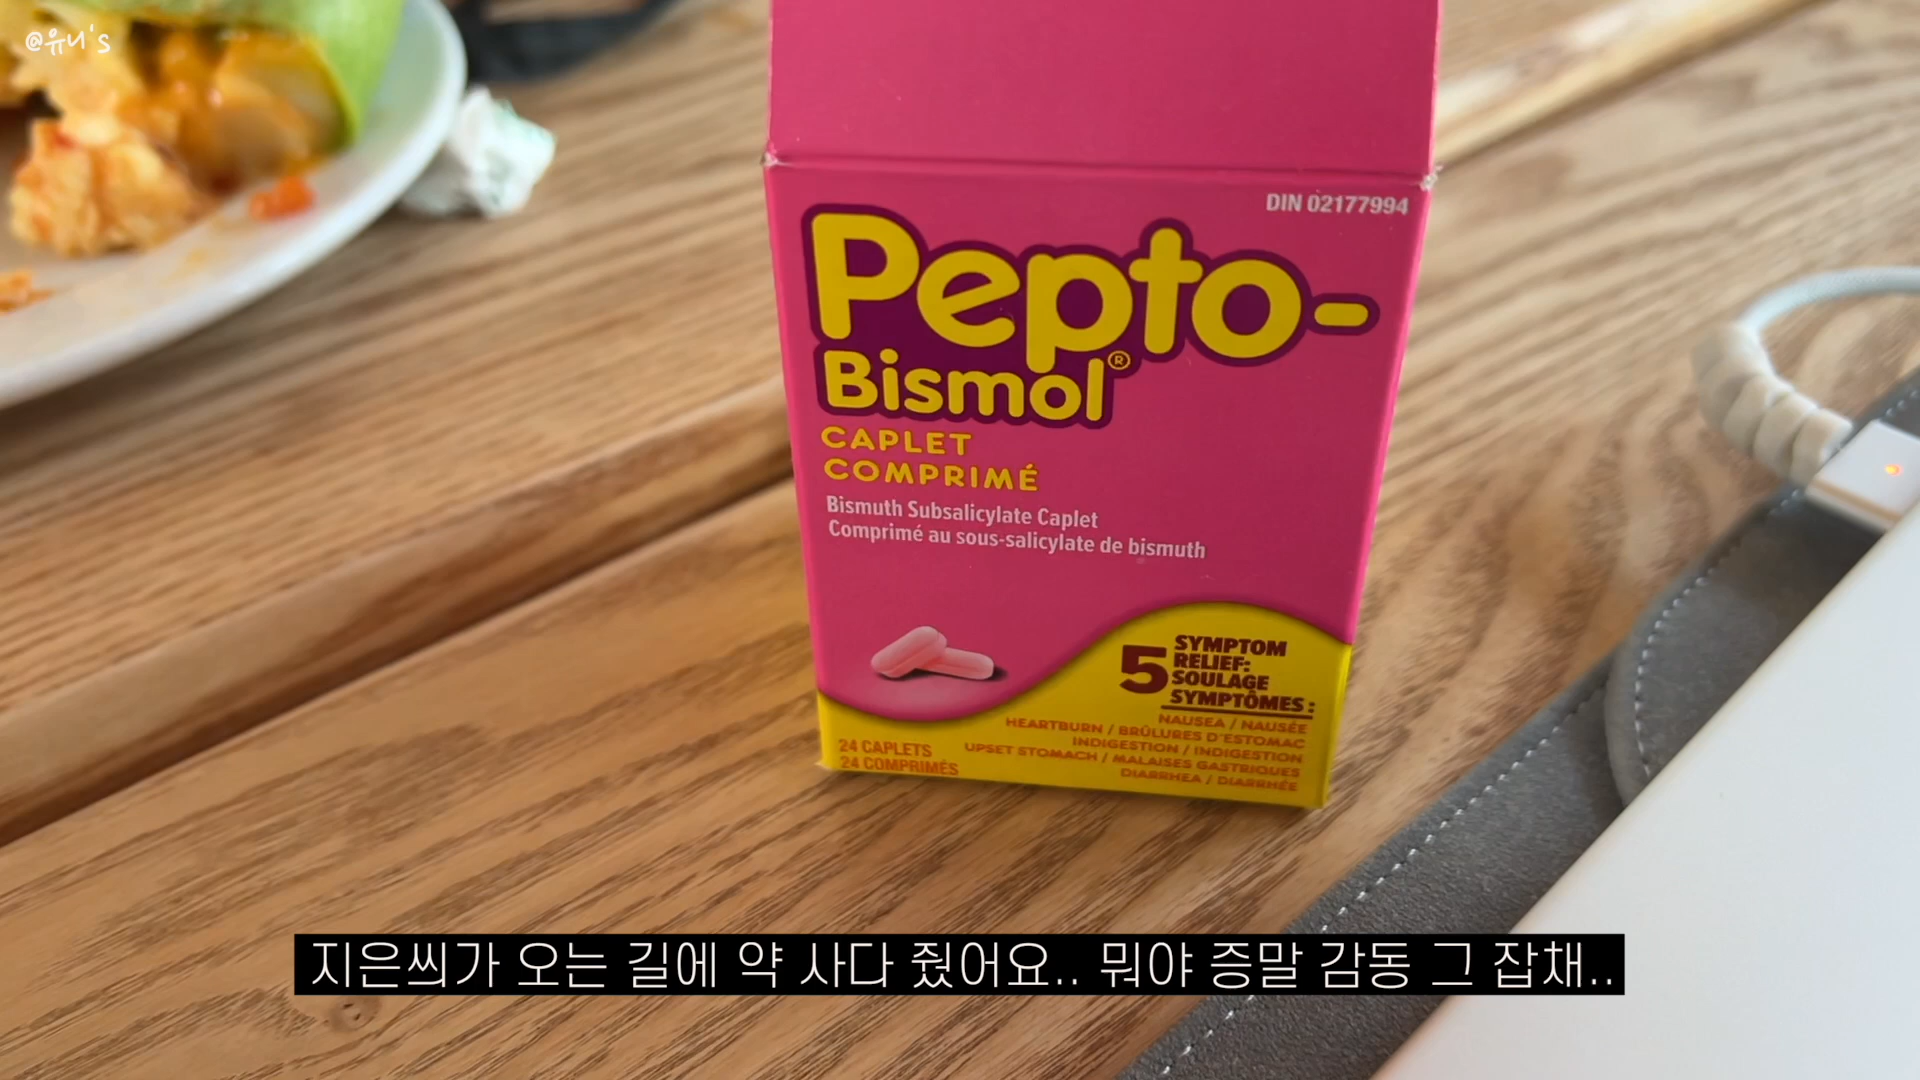 @유니's
DIN 02177994
Pepto-
Bismol®
CAPLET
COMPRIMÉ
Bismuth Subsalicylate Caplet
Comprimé au sous-salicylate de bismuth
5 SYMPTOM
RELIEF:
SOULAGE
SYMPTÔMES:
NAUSEA / NAUSÉE
HEARTBURN / BRÛLURES D'ESTOMAC
INDIGESTION / INDIGESTION
UPSET STOMACH / MALAISES GASTRIQUES
DIARRHEA / DIARRHÉE
24 CAPLETS
24 COMPRIMÉS
지은씌가 오는 길에 약 사다 줬어요.. 뭐야 증말 감동 그 잡채..